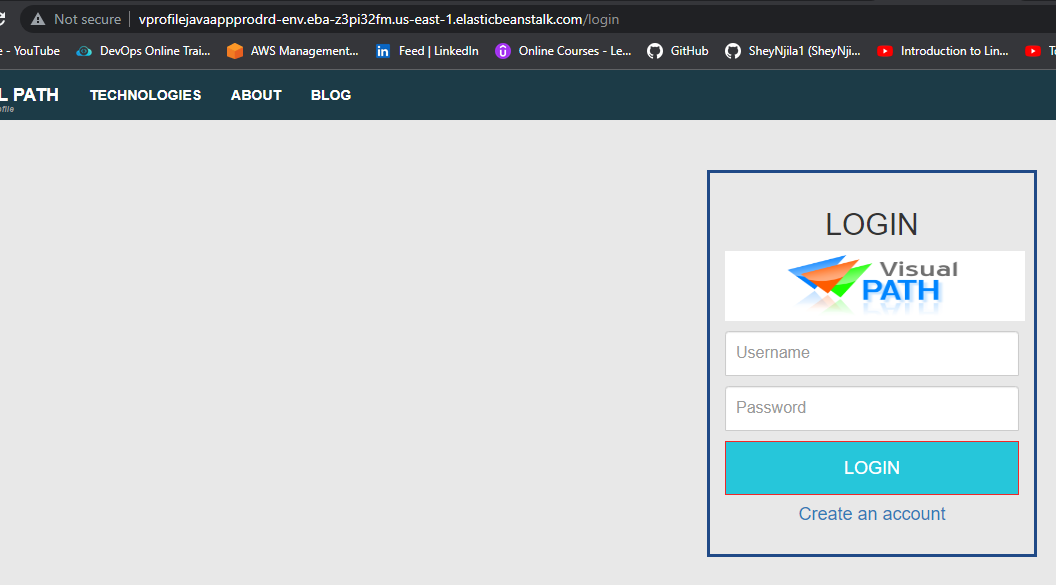 Not secure vprofilejavaappprodrd-env.eba-z3pi32fm.us-east-1.elasticbeanstalk.com/login
e - YouTube DevOps Online Trai... AWS Management... Feed | LinkedIn Online Courses - Le... GitHub SheyNjila1 (SheyNji... Introduction to Lin...
L PATH TECHNOLOGIES ABOUT BLOG
file
LOGIN
Visual
PATH
Username
Password
LOGIN
Create an account